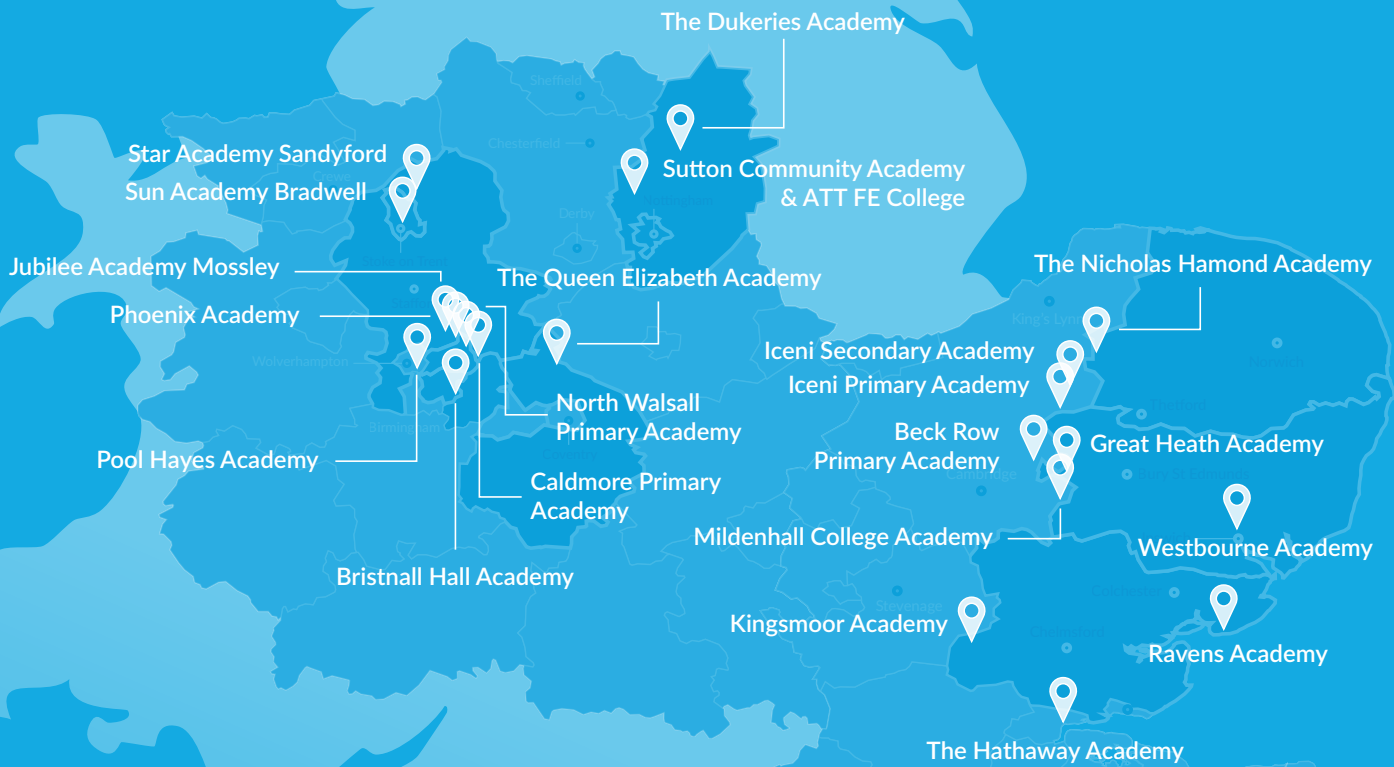 The Dukeries Academy
Sheffield
Chesterfield
Star Academy Sandyford
Crewe
Sutton Community Academy
& ATT FE College
Sun Academy Bradwell
Nottingham
Derby
Jubilee Academy Mossley
The Queen Elizabeth Academy
The Nicholas Hamond Academy
Phoenix Academy
King's Lynn
Iceni Secondary Academy
Norwich
Wolverhampton
Iceni Primary Academy
North Walsall
Primary Academy
Thetford
Birmingham
Beck Row
Primary Academy
Great Heath Academy
Coventry
Pool Hayes Academy
Cambridge
Bury St Edmunds
Caldmore Primary
Academy
Mildenhall College Academy
Westbourne Academy
Bristnall Hall Academy
Colchester
Stevenage
Kingsmoor Academy
Chelmsford
Ravens Academy
The Hathaway Academy